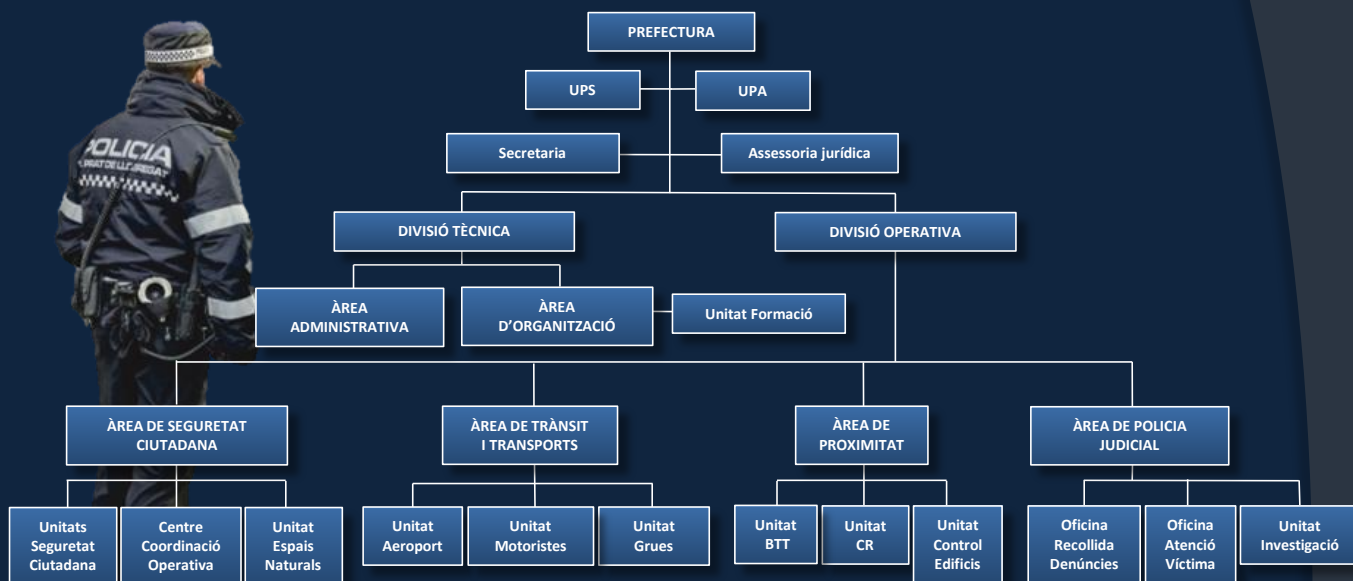 PREFECTURA
UPS
UPA
Secretaria
Assessoria jurídica
DIVISIÓ TÈCNICA
DIVISIÓ OPERATIVA
ÀREA
ADMINISTRATIVA
ÀREA
D'ORGANITZACIÓ
Unitat Formació
ÀREA DE SEGURETAT
CIUTADANA
ÀREA DE TRÀNSIT
I TRANSPORTS
ÀREA DE
PROXIMITAT
ÀREA DE POLICIA
JUDICIAL
Unitats
Seguretat
Ciutadana
Centre
Coordinació
Operativa
Unitat
Espais
Naturals
Unitat
Aeroport
Unitat
Motoristes
Unitat
Grues
Unitat
BTT
Unitat
CR
Unitat
Control
Edificis
Oficina
Recollida
Denúncies
Oficina
Atenció
Víctima
Unitat
Investigació
POLICIA
PRAT DE LLOBREGAT